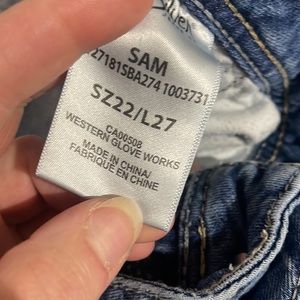 SAM
27181SBA274 1003731
SZ22/L27
CA00508
WESTERN GLOVE WORKS
MADE IN CHINA/
FABRIQUE EN CHINE